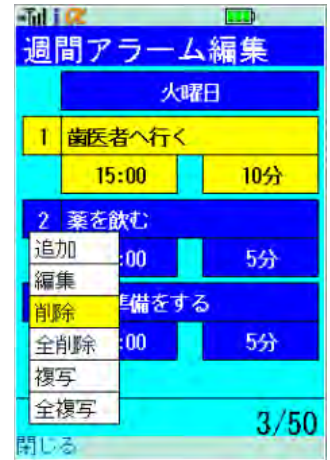 週間アラーム編集
火曜日
1 歯医者へ行く
15:00 10分
2 薬を飲む
追加 :00 5分
編集
削除 準備をする
全削除 :00 5分
複写
全複写
3/50
閉じる